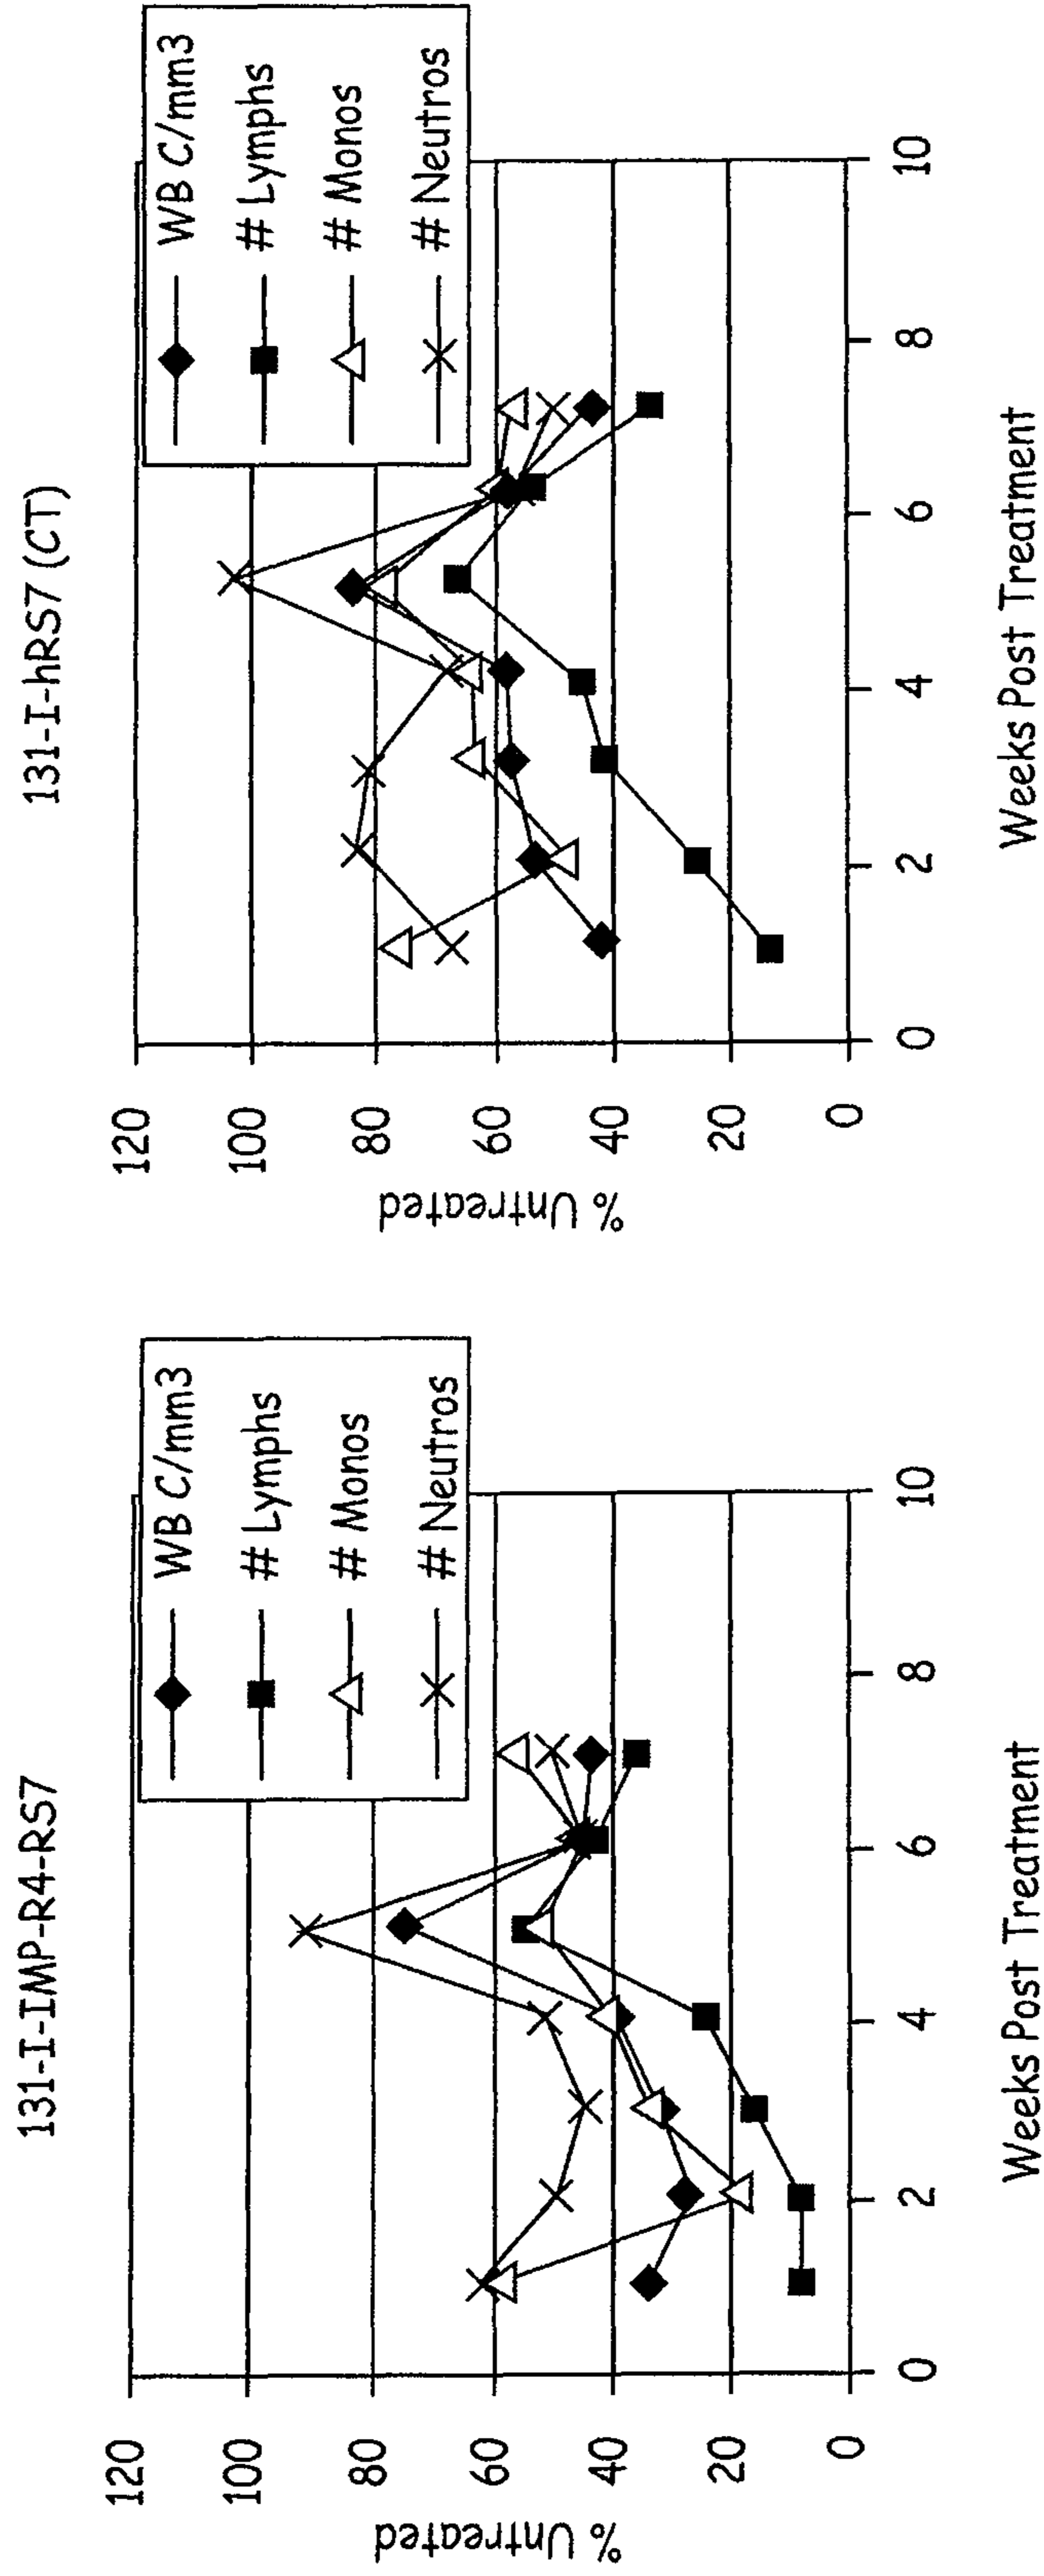 131-I-IMP-R4-RS7
WB C/mm3
# Lymphs
# Monos
# Neutros
120
100
80
60
40
20
0
% Untreated
0 2 4 6 8 10
Weeks Post Treatment
131-I-hRS7 (CT)
WB C/mm3
# Lymphs
# Monos
# Neutros
120
100
80
60
40
20
0
% Untreated
0 2 4 6 8 10
Weeks Post Treatment